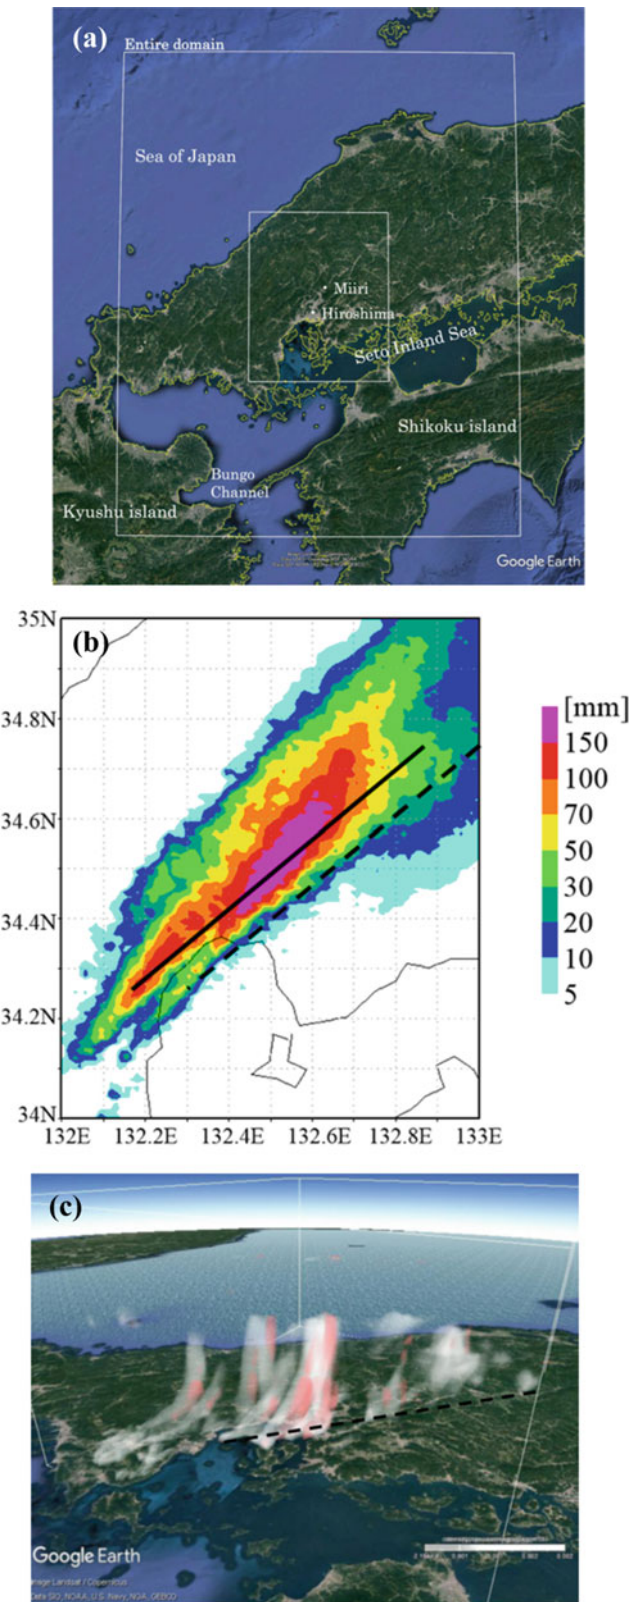 (a)
Entire domain
Sea of Japan
Miiri
Hiroshima
Seto Inland Sea
Shikoku island
Bungo
Channel
Kyushu island
Google Earth
(b)
35N
34.8N
34.6N
34.4N
34.2N
34N
132E 132.2E 132.4E 132.6E 132.8E 133E
[mm]
150
100
70
50
30
20
10
5
(c)
Google Earth
Image Landsat / Copernicus
Data SIO, NOAA, U.S. Navy, NGA, GEBCO